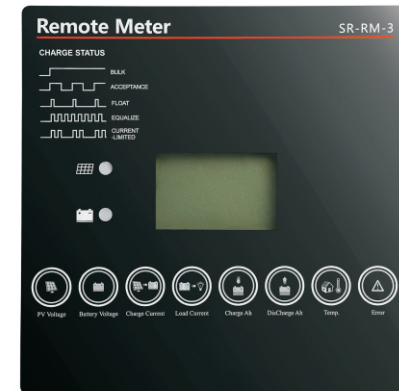 Remote Meter SR-RM-3
CHARGE STATUS
BULK
ACCEPTANCE
FLOAT
EQUALIZE
CURRENT
-LIMITED
PV Voltage Battery Voltage Charge Current Load Current Charge Ah DisCharge Ah Temp. Error